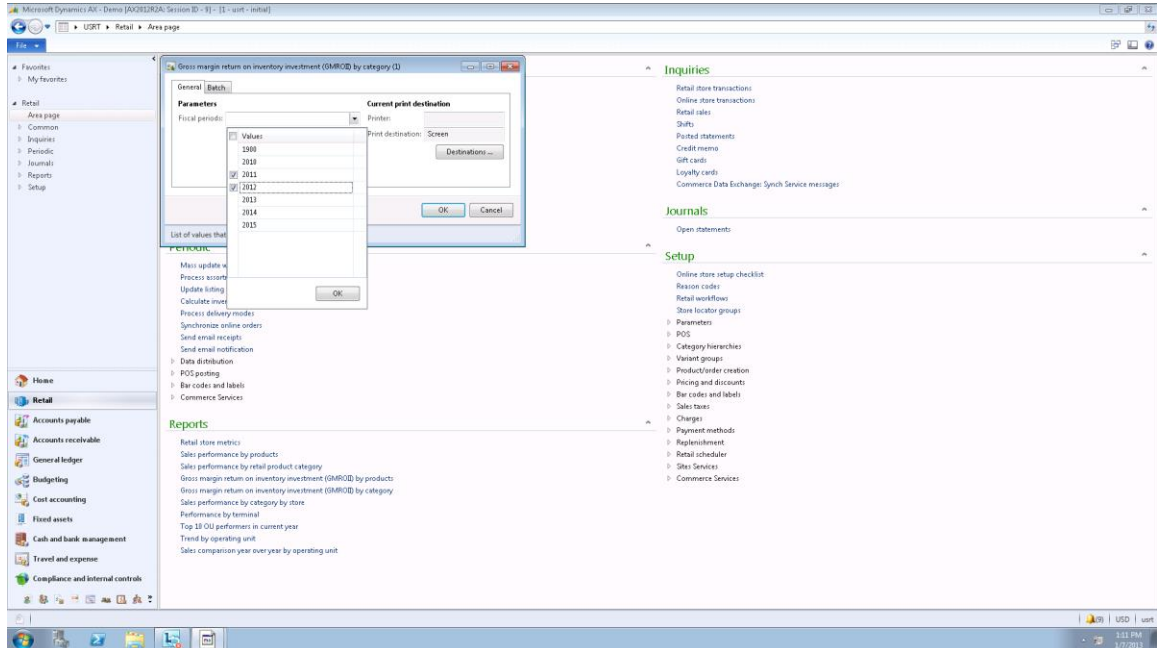 Microsoft Dynamics AX - Demo [AX2012R2A: Session ID - 9] - [1 - usrt - initial]
USRT ▸ Retail ▸ Area page
File
Favorites
My favorites
Retail
Area page
Common
Inquiries
Periodic
Journals
Reports
Setup
Home
Retail
Accounts payable
Accounts receivable
General ledger
Budgeting
Cost accounting
Fixed assets
Cash and bank management
Travel and expense
Compliance and internal controls
Gross margin return on inventory investment (GMROII) by category (1)
General Batch
Parameters
Current print destination
Fiscal periods:
Printer:
Print destination: Screen
Destinations ...
Values
1980
2010
2011
2012
2013
2014
2015
OK
OK Cancel
List of values that
Periodic
Mass update w
Process assort
Update listing
Calculate inver
Process delivery modes
Synchronize online orders
Send email receipts
Send email notification
Data distribution
POS posting
Bar codes and labels
Commerce Services
Reports
Retail store metrics
Sales performance by products
Sales performance by retail product category
Gross margin return on inventory investment (GMROII) by products
Gross margin return on inventory investment (GMROII) by category
Sales performance by category by store
Performance by terminal
Top 10 OU performers in current year
Trend by operating unit
Sales comparison year over year by operating unit
Inquiries
Retail store transactions
Online store transactions
Retail sales
Shifts
Posted statements
Credit memo
Gift cards
Loyalty cards
Commerce Data Exchange: Synch Service messages
Journals
Open statements
Setup
Online store setup checklist
Reason codes
Retail workflows
Store locator groups
Parameters
POS
Category hierarchies
Variant groups
Product/order creation
Pricing and discounts
Bar codes and labels
Sales taxes
Charges
Payment methods
Replenishment
Retail scheduler
Sites Services
Commerce Services
USD usrt
1:11 PM
1/7/2013